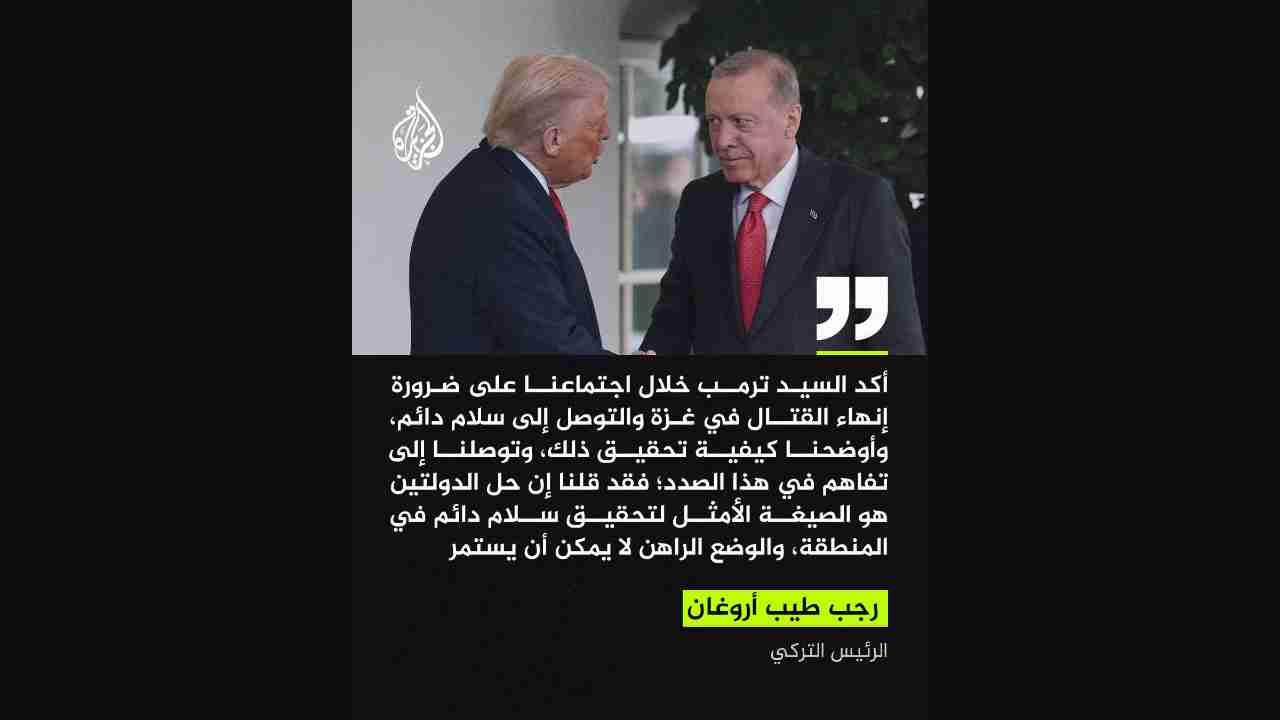 الجزيرة
أكد السيد ترمب خلال اجتماعنا على ضرورة
إنهاء القتال في غزة والتوصل إلى سلام دائم،
وأوضحنا كيفية تحقيق ذلك، وتوصلنا إلى
تفاهم في هذا الصدد؛ فقد قلنا إن حل الدولتين
هو الصيغة الأمثل لتحقيق سلام دائم في
المنطقة، والوضع الراهن لا يمكن أن يستمر
رجب طيب أروغان
الرئيس التركي